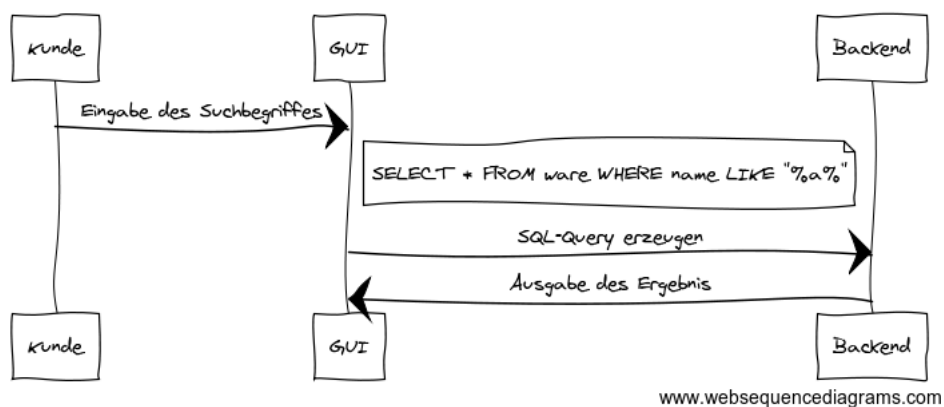 Kunde GUI Backend
Eingabe des Suchbegriffes
SELECT * FROM ware WHERE name LIKE "%a%"
SQL-Query erzeugen
Ausgabe des Ergebnis
Kunde GUI Backend
www.websequencediagrams.com